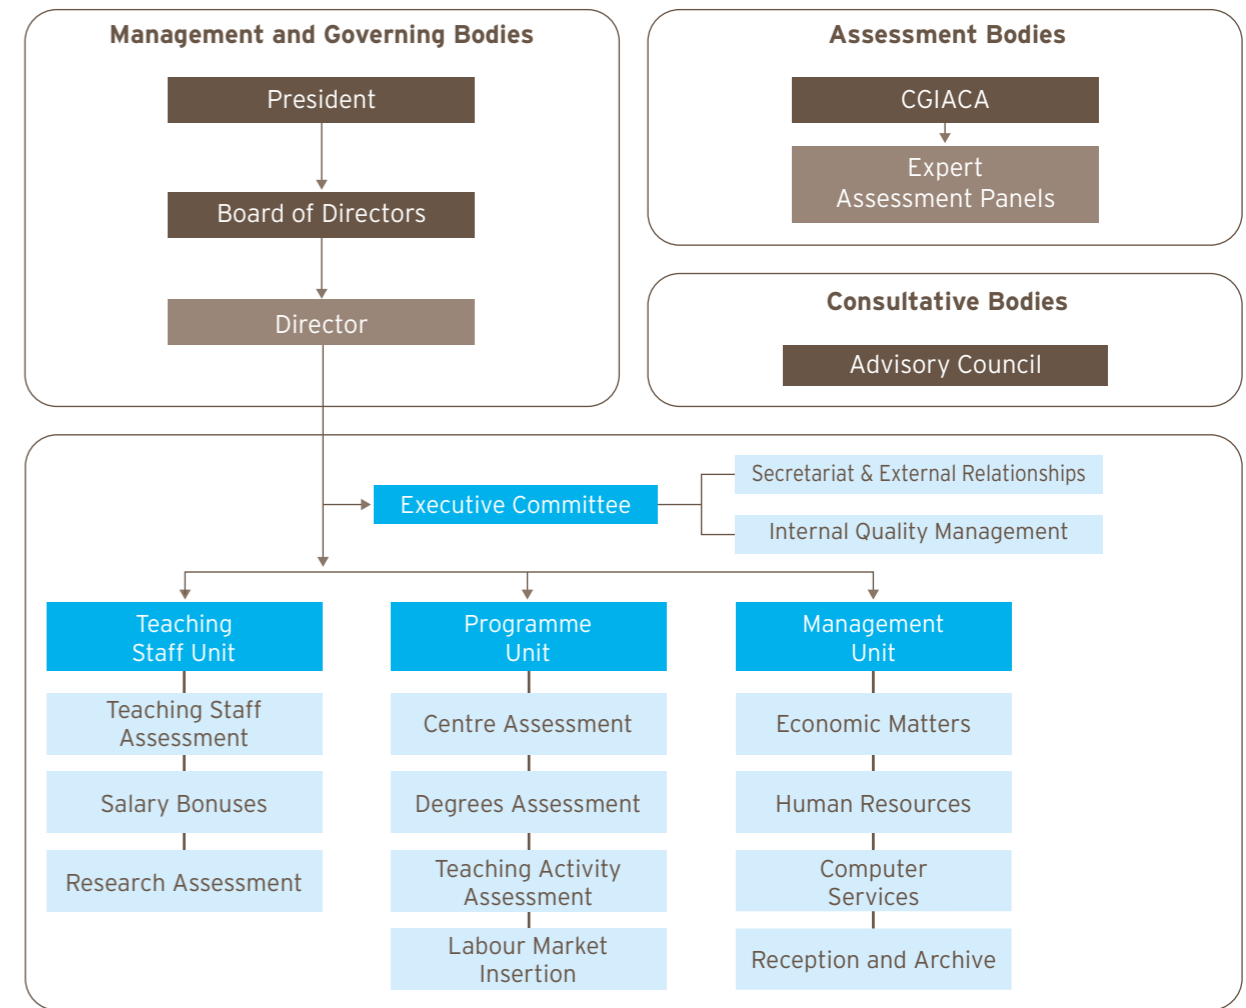 Management and Governing Bodies
President
Board of Directors
Director
Assessment Bodies
CGIACA
Expert
Assessment Panels
Consultative Bodies
Advisory Council
Executive Committee
Secretariat & External Relationships
Internal Quality Management
Teaching
Staff Unit
Teaching Staff
Assessment
Salary Bonuses
Research Assessment
Programme
Unit
Centre Assessment
Degrees Assessment
Teaching Activity
Assessment
Labour Market
Insertion
Management
Unit
Economic Matters
Human Resources
Computer
Services
Reception and Archive